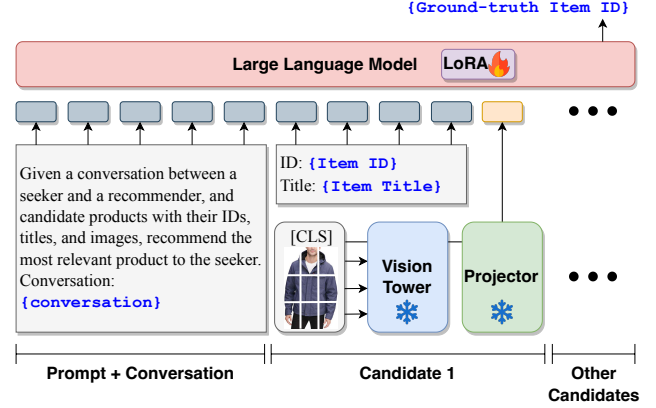 {Ground-truth Item ID}
Large Language Model
LoRA
Given a conversation between a
seeker and a recommender, and
candidate products with their IDs,
titles, and images, recommend the
most relevant product to the seeker.
Conversation:
{conversation}
ID: {Item ID}
Title: {Item Title}
[CLS]
Vision
Tower
Projector
Prompt + Conversation
Candidate 1
Other
Candidates